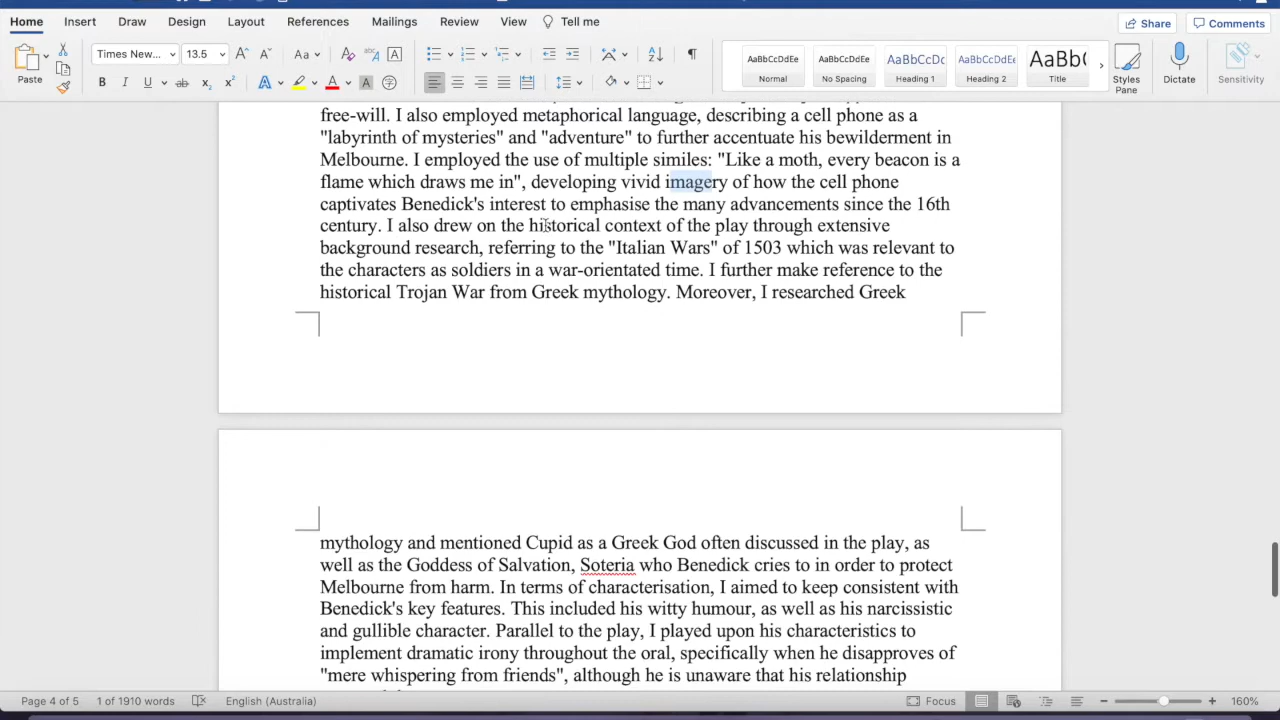 Home Insert Draw Design Layout References Mailings Review View Tell me Share Comments
Paste Times New... 13.5 Aa AaBbCcDdEe Normal AaBbCcDdEe No Spacing AaBbCcDc Heading 1 AaBbCcDdEe Heading 2 AaBbC Title Styles Pane Dictate Sensitivity
free-will. I also employed metaphorical language, describing a cell phone as a
"labyrinth of mysteries" and "adventure" to further accentuate his bewilderment in
Melbourne. I employed the use of multiple similes: "Like a moth, every beacon is a
flame which draws me in", developing vivid imagery of how the cell phone
captivates Benedick's interest to emphasise the many advancements since the 16th
century. I also drew on the historical context of the play through extensive
background research, referring to the "Italian Wars" of 1503 which was relevant to
the characters as soldiers in a war-orientated time. I further make reference to the
historical Trojan War from Greek mythology. Moreover, I researched Greek
mythology and mentioned Cupid as a Greek God often discussed in the play, as
well as the Goddess of Salvation, Soteria who Benedick cries to in order to protect
Melbourne from harm. In terms of characterisation, I aimed to keep consistent with
Benedick's key features. This included his witty humour, as well as his narcissistic
and gullible character. Parallel to the play, I played upon his characteristics to
implement dramatic irony throughout the oral, specifically when he disapproves of
"mere whispering from friends", although he is unaware that his relationship
Page 4 of 5 1 of 1910 words English (Australia) Focus 160%